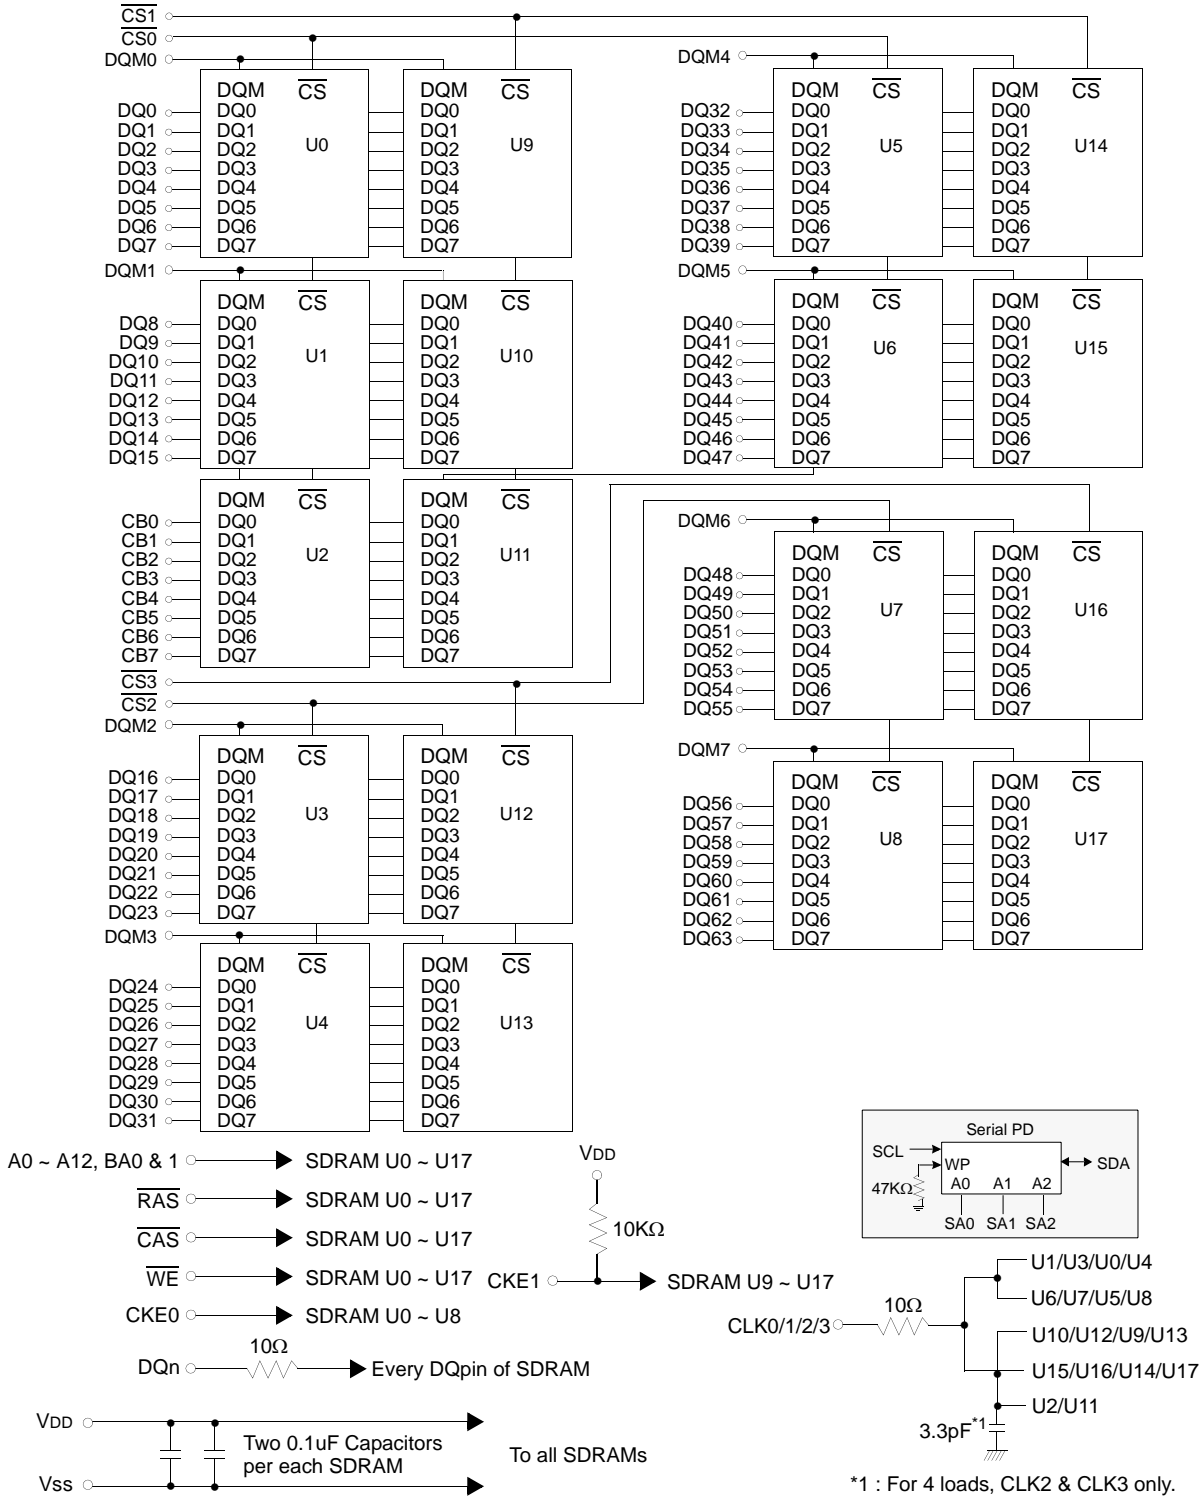 CS1
CS0
DQM0
DQM CS DQM CS
DQ0 DQ0 DQ0
DQ1 DQ1 U0 DQ1 U9
DQ2 DQ2 DQ2
DQ3 DQ3 DQ3
DQ4 DQ4 DQ4
DQ5 DQ5 DQ5
DQ6 DQ6 DQ6
DQ7 DQ7 DQ7
DQM1
DQM CS DQM CS
DQ8 DQ0 DQ0
DQ9 DQ1 U1 DQ1 U10
DQ10 DQ2 DQ2
DQ11 DQ3 DQ3
DQ12 DQ4 DQ4
DQ13 DQ5 DQ5
DQ14 DQ6 DQ6
DQ15 DQ7 DQ7
DQM CS DQM CS
CB0 DQ0 DQ0
CB1 DQ1 U2 DQ1 U11
CB2 DQ2 DQ2
CB3 DQ3 DQ3
CB4 DQ4 DQ4
CB5 DQ5 DQ5
CB6 DQ6 DQ6
CB7 DQ7 DQ7
CS3
CS2
DQM2
DQM CS DQM CS
DQ16 DQ0 DQ0
DQ17 DQ1 DQ1
DQ18 DQ2 U3 DQ2 U12
DQ19 DQ3 DQ3
DQ20 DQ4 DQ4
DQ21 DQ5 DQ5
DQ22 DQ6 DQ6
DQ23 DQ7 DQ7
DQM3
DQM CS DQM CS
DQ24 DQ0 DQ0
DQ25 DQ1 DQ1
DQ26 DQ2 U4 DQ2 U13
DQ27 DQ3 DQ3
DQ28 DQ4 DQ4
DQ29 DQ5 DQ5
DQ30 DQ6 DQ6
DQ31 DQ7 DQ7
DQM4
DQM CS DQM CS
DQ32 DQ0 DQ0
DQ33 DQ1 U5 DQ1 U14
DQ34 DQ2 DQ2
DQ35 DQ3 DQ3
DQ36 DQ4 DQ4
DQ37 DQ5 DQ5
DQ38 DQ6 DQ6
DQ39 DQ7 DQ7
DQM5
DQM CS DQM CS
DQ40 DQ0 DQ0
DQ41 DQ1 U6 DQ1 U15
DQ42 DQ2 DQ2
DQ43 DQ3 DQ3
DQ44 DQ4 DQ4
DQ45 DQ5 DQ5
DQ46 DQ6 DQ6
DQ47 DQ7 DQ7
DQM6
DQM CS DQM CS
DQ48 DQ0 DQ0
DQ49 DQ1 DQ1
DQ50 DQ2 U7 DQ2 U16
DQ51 DQ3 DQ3
DQ52 DQ4 DQ4
DQ53 DQ5 DQ5
DQ54 DQ6 DQ6
DQ55 DQ7 DQ7
DQM7
DQM CS DQM CS
DQ56 DQ0 DQ0
DQ57 DQ1 DQ1
DQ58 DQ2 U8 DQ2 U17
DQ59 DQ3 DQ3
DQ60 DQ4 DQ4
DQ61 DQ5 DQ5
DQ62 DQ6 DQ6
DQ63 DQ7 DQ7
A0 ~ A12, BA0 & 1 SDRAM U0 ~ U17
RAS SDRAM U0 ~ U17
CAS SDRAM U0 ~ U17
WE SDRAM U0 ~ U17
CKE0 SDRAM U0 ~ U8
VDD
10KΩ
CKE1 SDRAM U9 ~ U17
10Ω
DQn Every DQpin of SDRAM
VDD
Two 0.1uF Capacitors
per each SDRAM
To all SDRAMs
Vss
Serial PD
SCL
WP SDA
47KΩ A0 A1 A2
SA0 SA1 SA2
U1/U3/U0/U4
U6/U7/U5/U8
10Ω
CLK0/1/2/3
U10/U12/U9/U13
U15/U16/U14/U17
U2/U11
3.3pF*1
*1 : For 4 loads, CLK2 & CLK3 only.